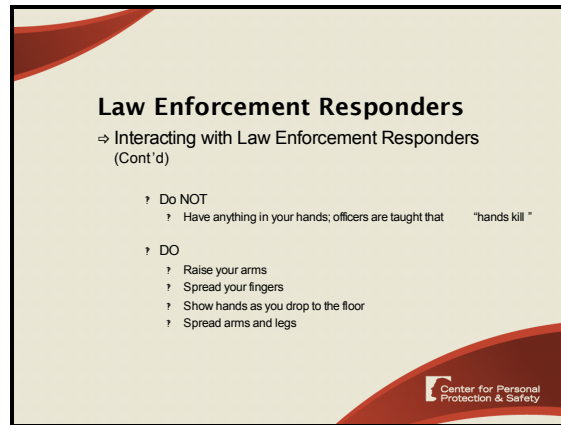 Law Enforcement Responders
⇨ Interacting with Law Enforcement Responders
(Cont'd)
? Do NOT
? Have anything in your hands; officers are taught that “hands kill ”
? DO
? Raise your arms
? Spread your fingers
? Show hands as you drop to the floor
? Spread arms and legs
Center for Personal
Protection & Safety